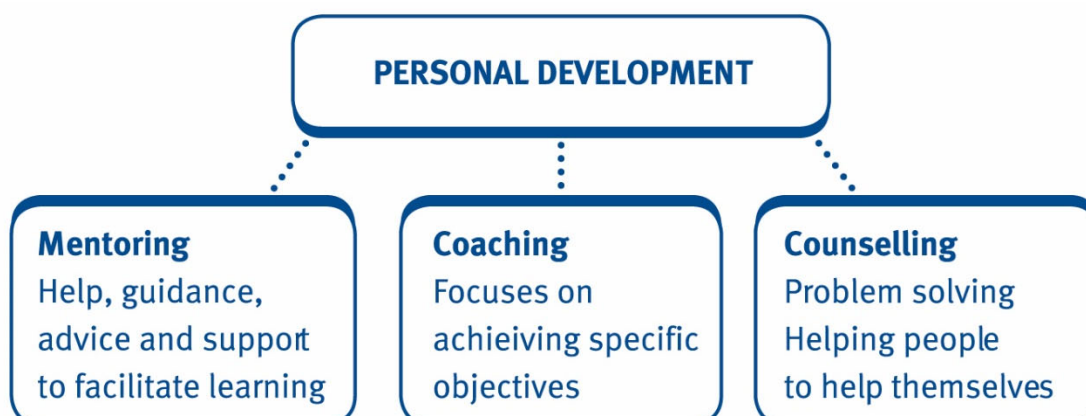 PERSONAL DEVELOPMENT
Mentoring
Help, guidance,
advice and support
to facilitate learning
Coaching
Focuses on
achieiving specific
objectives
Counselling
Problem solving
Helping people
to help themselves